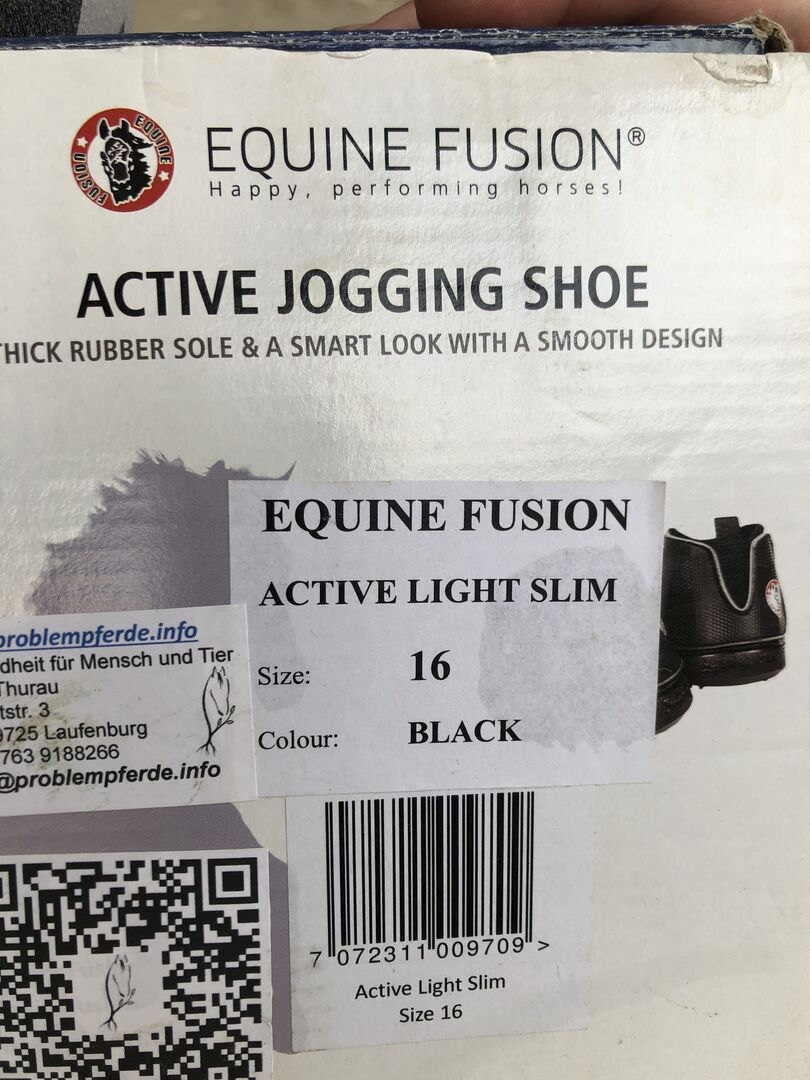 EQUINE FUSION
EQUINE FUSION®
Happy, performing horses!
ACTIVE JOGGING SHOE
THICK RUBBER SOLE & A SMART LOOK WITH A SMOOTH DESIGN
EQUINE FUSION
ACTIVE LIGHT SLIM
Size: 16
Colour: BLACK
problempferde.info
dheit für Mensch und Tier
Thurau
tstr. 3
9725 Laufenburg
763 9188266
@problempferde.info
7 072311 009709 >
Active Light Slim
Size 16